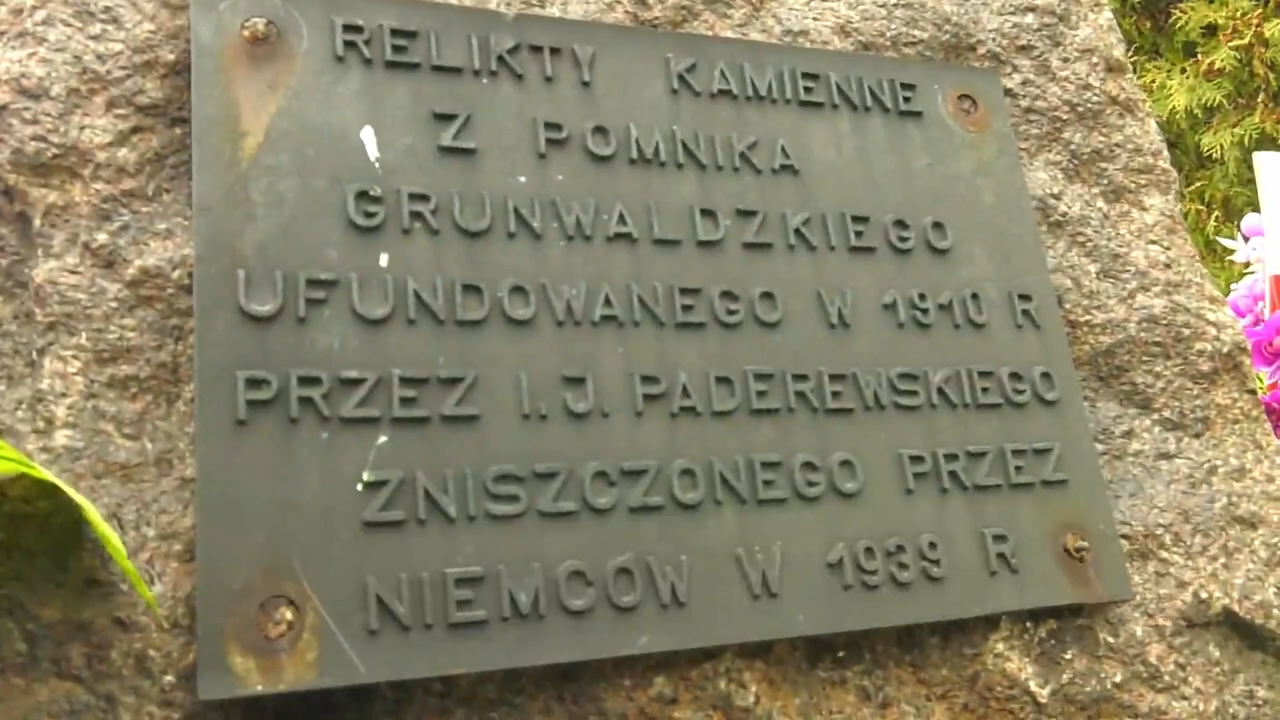 RELIKTY KAMIENNE
Z POMNIKA
GRUNWALDZKIEGO
UFUNDOWANEGO W 1910 R
PRZEZ I. J. PADEREWSKIEGO
ZNISZCZONEGO PRZEZ
NIEMCÓW W 1939 R